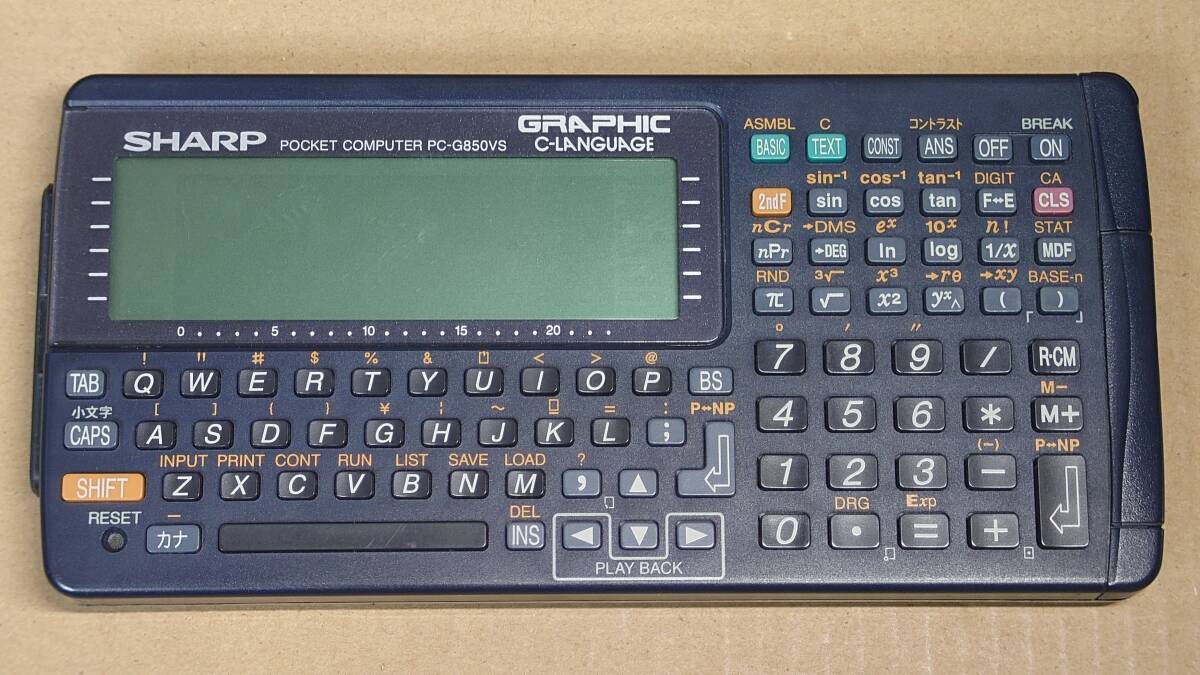 GRAPHIC
SHARP POCKET COMPUTER PC-G850VS C-LANGUAGE
0 5 10 15 20
ASMBL C コントラスト BREAK
BASIC TEXT CONST ANS OFF ON
sin-1 cos-1 tan-1 DIGIT CA
2ndF sin cos tan F↔E CLS
nCr →DMS eˣ 10ˣ n! STAT
nPr →DEG ln log 1/x MDF
RND ³√ x³ →rθ →xy BASE-n
π √ x² yˣ^ ( )
° ′ ″
7 8 9 / R·CM
M−
4 5 6 * M+
(−) P↔NP
1 2 3 −
DRG Exp
0 · = +
! " # $ % & < > @
TAB Q W E R T Y U I O P BS
小文字 [ ] { } ¥ ¦ ~ = : P↔NP
CAPS A S D F G H J K L ;
INPUT PRINT CONT RUN LIST SAVE LOAD ?
SHIFT Z X C V B N M , ▲
RESET − DEL
カナ INS ◀ ▼ ▶
PLAY BACK